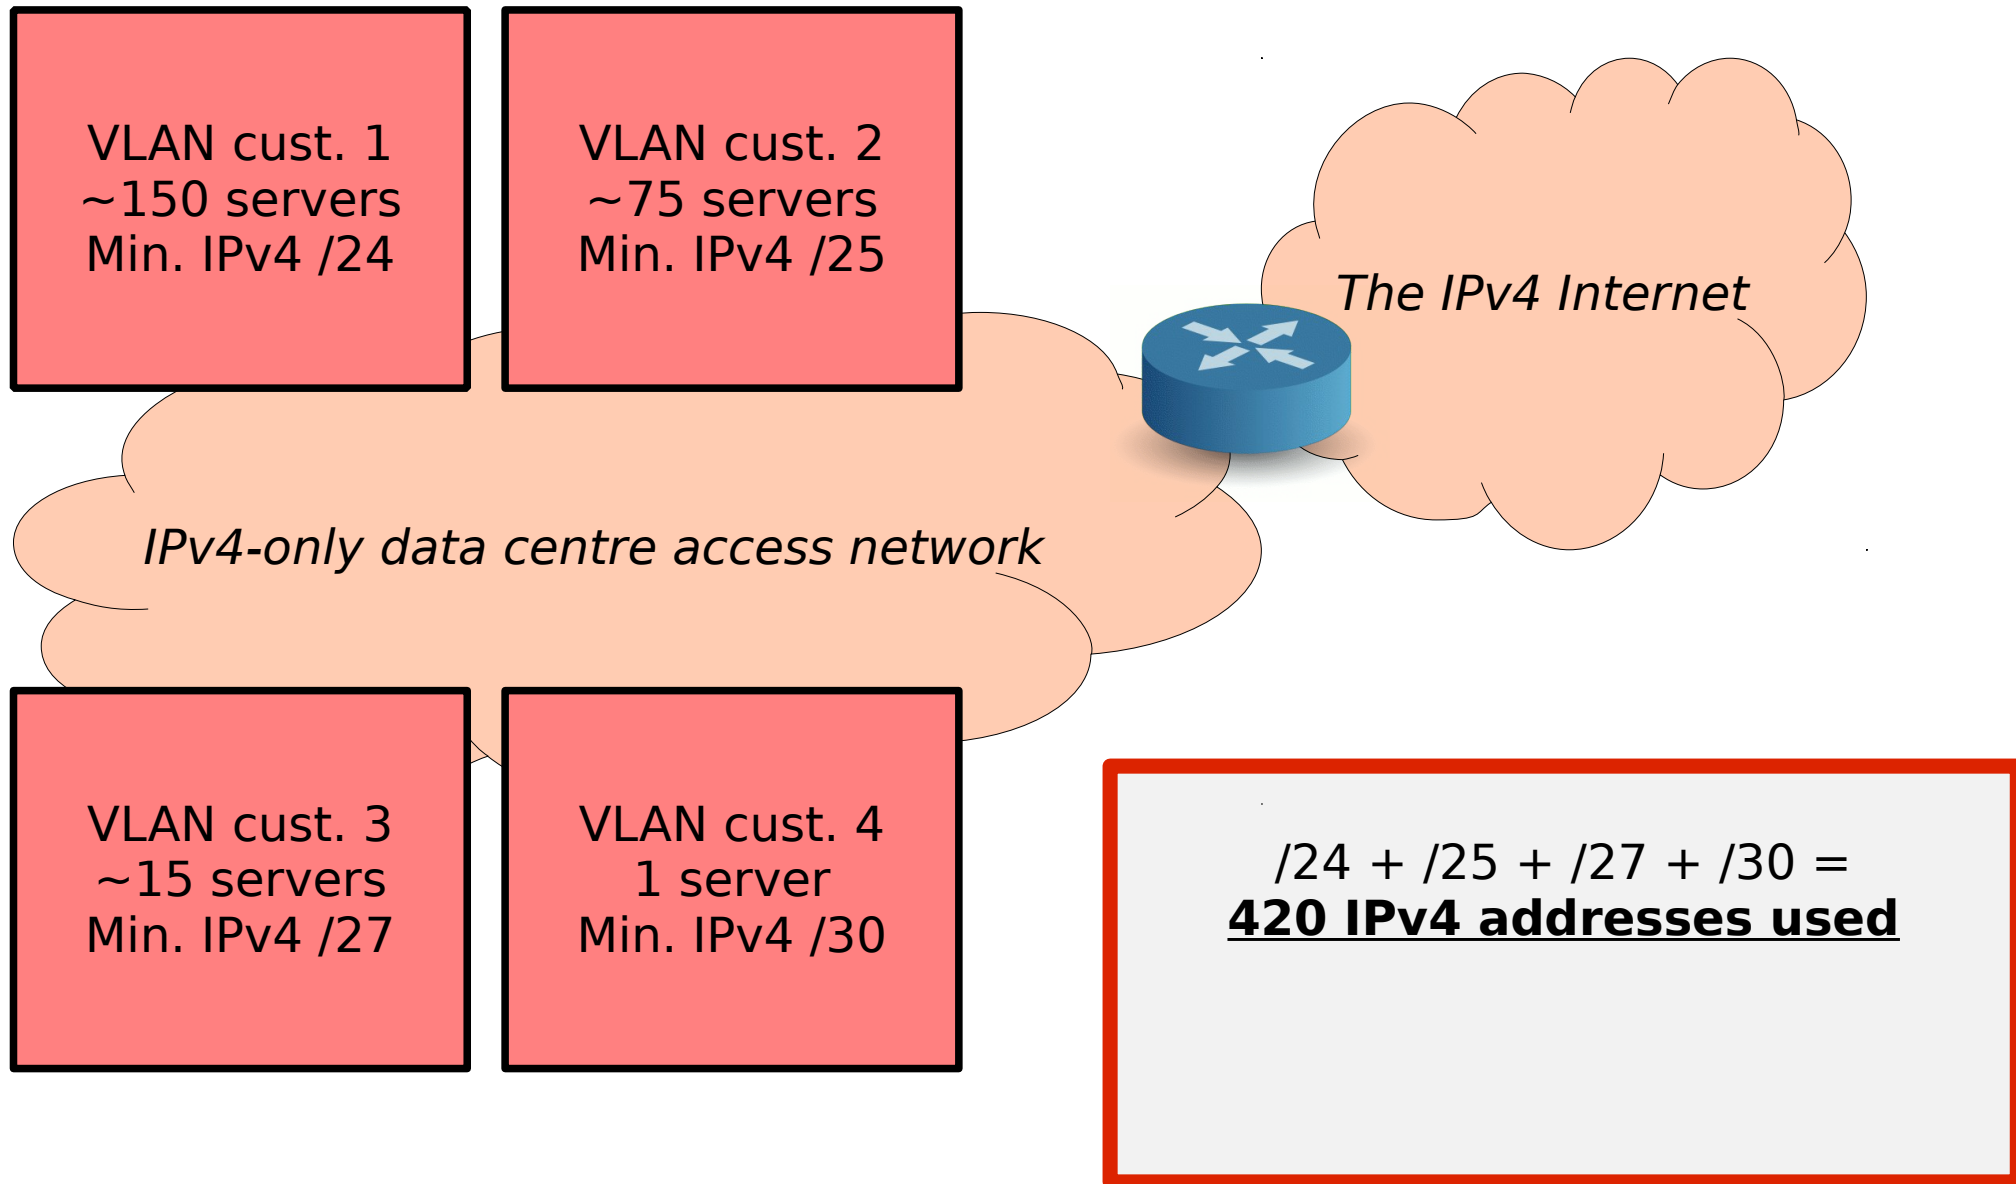 VLAN cust. 1
~150 servers
Min. IPv4 /24
VLAN cust. 2
~75 servers
Min. IPv4 /25
The IPv4 Internet
IPv4-only data centre access network
VLAN cust. 3
~15 servers
Min. IPv4 /27
VLAN cust. 4
1 server
Min. IPv4 /30
/24 + /25 + /27 + /30 =
420 IPv4 addresses used